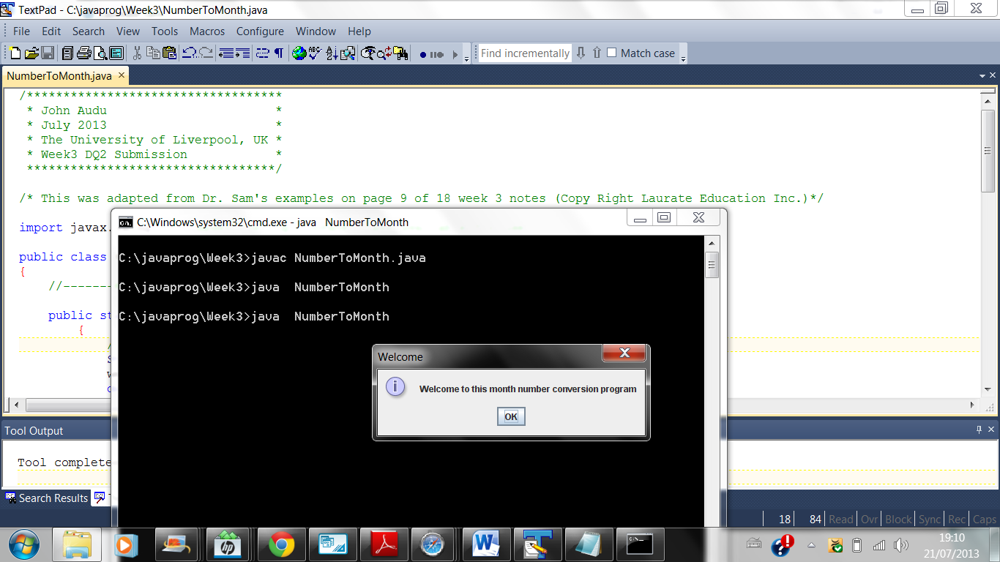 TextPad - C:\javaprog\Week3\NumberToMonth.java
File Edit Search View Tools Macros Configure Window Help
Find incrementally Match case
NumberToMonth.java
/***********************************
* John Audu *
* July 2013 *
* The University of Liverpool, UK *
* Week3 DQ2 Submission *
**********************************/
/* This was adapted from Dr. Sam's examples on page 9 of 18 week 3 notes (Copy Right Laurate Education Inc.)*/
import javax.
public class
{
//-------
public st
{
C:\Windows\system32\cmd.exe - java NumberToMonth
C:\javaprog\Week3>javac NumberToMonth.java
C:\javaprog\Week3>java NumberToMonth
C:\javaprog\Week3>java NumberToMonth
Welcome
Welcome to this month number conversion program
OK
Tool Output
Tool complete
Search Results
18 84 Read Ovr Block Sync Rec Caps
19:10
21/07/2013